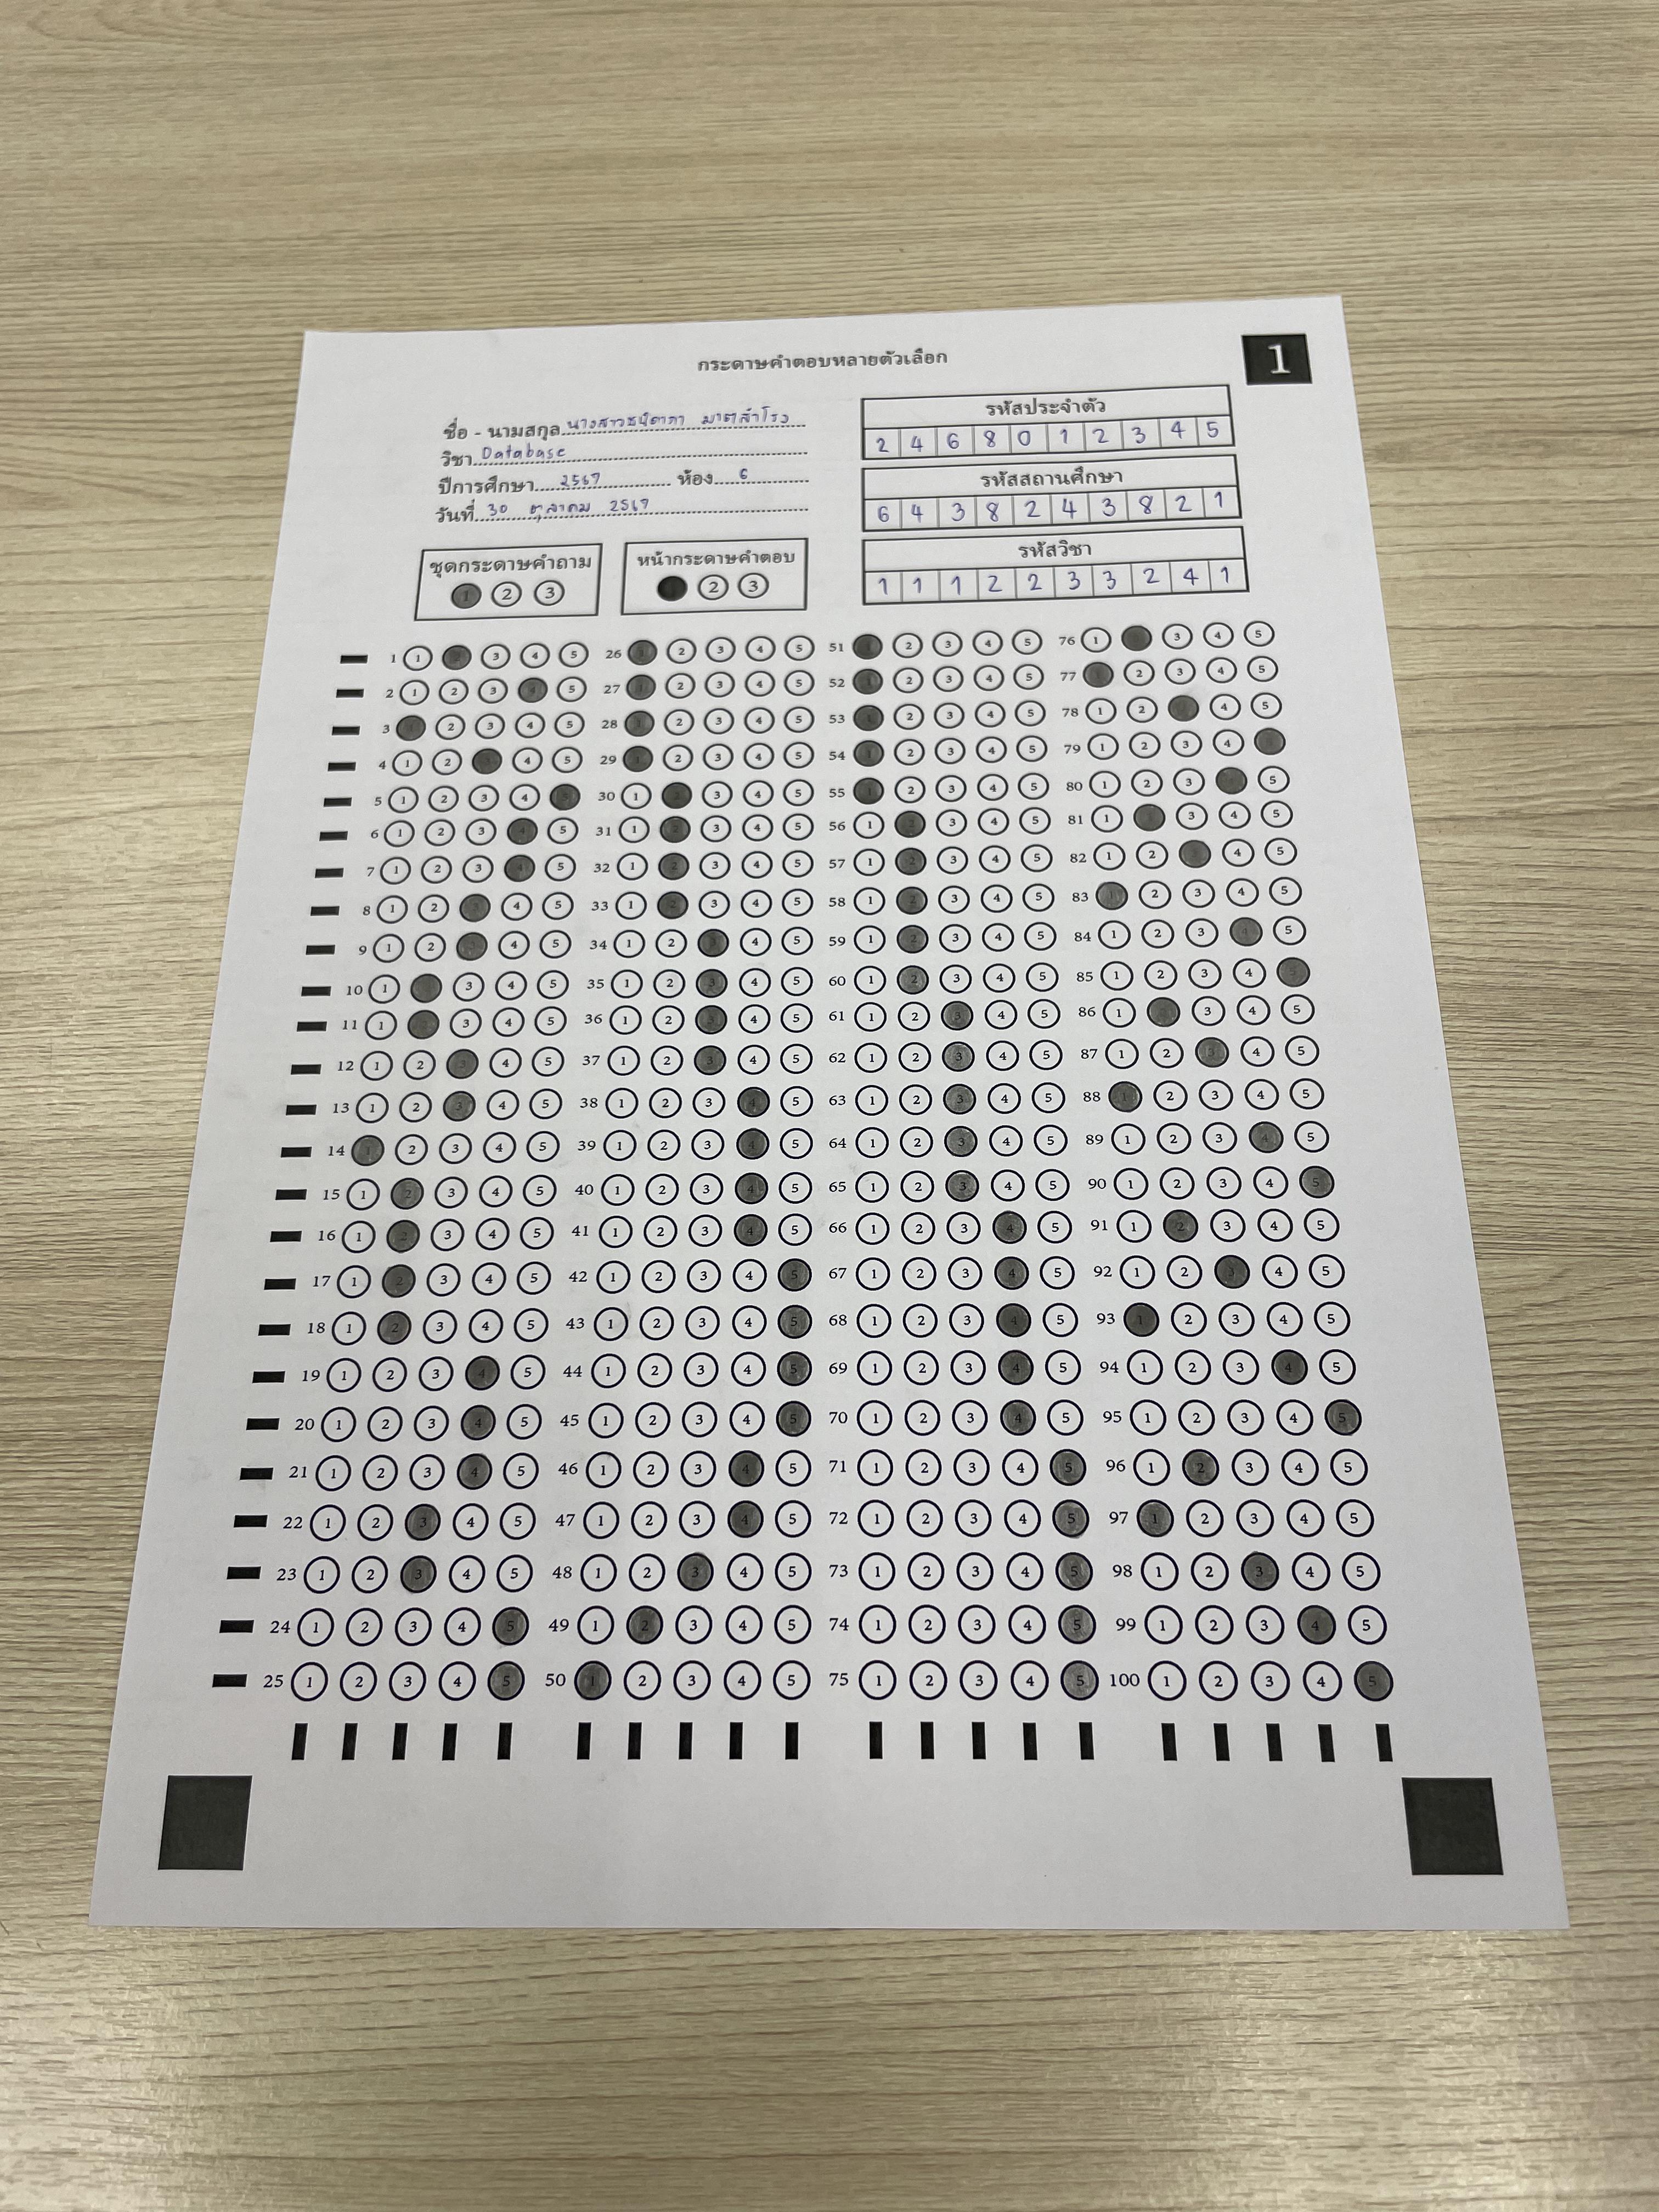 กระดาษคำตอบหลายตัวเลือก
1
ชื่อ - นามสกุล นางสาวธนิดาภา มาตสำโรง
วิชา Database
ปีการศึกษา 2567 ห้อง 6
วันที่ 30 ตุลาคม 2567
รหัสประจำตัว
2 4 6 8 0 1 2 3 4 5
รหัสสถานศึกษา
6 4 3 8 2 4 3 8 2 1
รหัสวิชา
1 1 1 2 2 3 3 2 4 1
ชุดกระดาษคำถาม
1 2 3
หน้ากระดาษคำตอบ
2 3
1 1 3 4 5 26 1 2 3 4 5 51 1 2 3 4 5 76 1 3 4 5
2 1 2 3 4 5 27 1 2 3 4 5 52 1 2 3 4 5 77 2 3 4 5
3 2 3 4 5 28 1 2 3 4 5 53 1 2 3 4 5 78 1 2 4 5
4 1 2 4 5 29 1 2 3 4 5 54 1 2 3 4 5 79 1 2 3 4
5 1 2 3 4 30 1 3 4 5 55 1 2 3 4 5 80 1 2 3 5
6 1 2 3 4 5 31 1 2 3 4 5 56 1 2 3 4 5 81 1 3 4 5
7 1 2 3 4 5 32 1 2 3 4 5 57 1 2 3 4 5 82 1 2 4 5
8 1 2 3 4 5 33 1 2 3 4 5 58 1 2 3 4 5 83 1 2 3 4 5
9 1 2 3 4 5 34 1 2 3 4 5 59 1 2 3 4 5 84 1 2 3 4 5
10 1 3 4 5 35 1 2 3 4 5 60 1 2 3 4 5 85 1 2 3 4 5
11 1 2 3 4 5 36 1 2 3 4 5 61 1 2 3 4 5 86 1 2 3 4 5
12 1 2 3 4 5 37 1 2 3 4 5 62 1 2 3 4 5 87 1 2 3 4 5
13 1 2 3 4 5 38 1 2 3 4 5 63 1 2 3 4 5 88 1 2 3 4 5
14 1 2 3 4 5 39 1 2 3 4 5 64 1 2 3 4 5 89 1 2 3 4 5
15 1 2 3 4 5 40 1 2 3 4 5 65 1 2 3 4 5 90 1 2 3 4 5
16 1 2 3 4 5 41 1 2 3 4 5 66 1 2 3 4 5 91 1 2 3 4 5
17 1 2 3 4 5 42 1 2 3 4 5 67 1 2 3 4 5 92 1 2 3 4 5
18 1 2 3 4 5 43 1 2 3 4 5 68 1 2 3 4 5 93 1 2 3 4 5
19 1 2 3 4 5 44 1 2 3 4 5 69 1 2 3 4 5 94 1 2 3 4 5
20 1 2 3 4 5 45 1 2 3 4 5 70 1 2 3 4 5 95 1 2 3 4 5
21 1 2 3 4 5 46 1 2 3 4 5 71 1 2 3 4 5 96 1 2 3 4 5
22 1 2 3 4 5 47 1 2 3 4 5 72 1 2 3 4 5 97 1 2 3 4 5
23 1 2 3 4 5 48 1 2 3 4 5 73 1 2 3 4 5 98 1 2 3 4 5
24 1 2 3 4 5 49 1 2 3 4 5 74 1 2 3 4 5 99 1 2 3 4 5
25 1 2 3 4 5 50 1 2 3 4 5 75 1 2 3 4 5 100 1 2 3 4 5